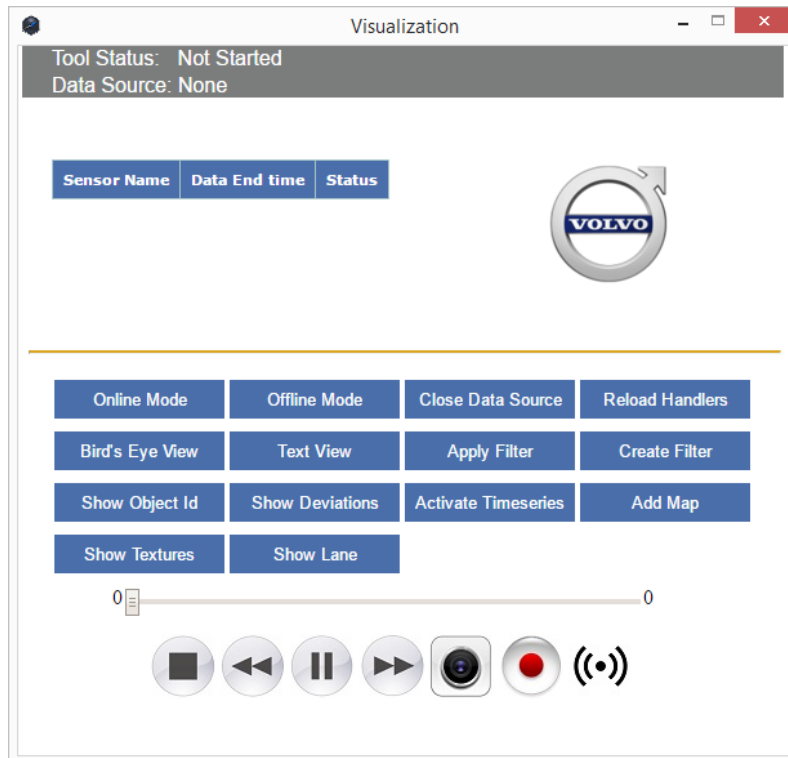 Visualization
Tool Status: Not Started
Data Source: None
Sensor Name Data End time Status
VOLVO
Online Mode Offline Mode Close Data Source Reload Handlers
Bird's Eye View Text View Apply Filter Create Filter
Show Object Id Show Deviations Activate Timeseries Add Map
Show Textures Show Lane
0 0